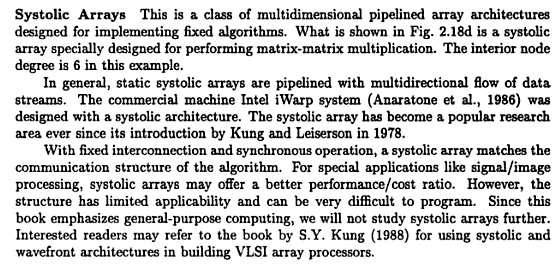 Systolic Arrays This is a class of multidimensional pipelined array architectures
designed for implementing fixed algorithms. What is shown in Fig. 2.18d is a systolic
array specially designed for performing matrix-matrix multiplication. The interior node
degree is 6 in this example.
In general, static systolic arrays are pipelined with multidirectional flow of data
streams. The commercial machine Intel iWarp system (Anaratone et al., 1986) was
designed with a systolic architecture. The systolic array has become a popular research
area ever since its introduction by Kung and Leiserson in 1978.
With fixed interconnection and synchronous operation, a systolic array matches the
communication structure of the algorithm. For special applications like signal/image
processing, systolic arrays may offer a better performance/cost ratio. However, the
structure has limited applicability and can be very difficult to program. Since this
book emphasizes general-purpose computing, we will not study systolic arrays further.
Interested readers may refer to the book by S.Y. Kung (1988) for using systolic and
wavefront architectures in building VLSI array processors.